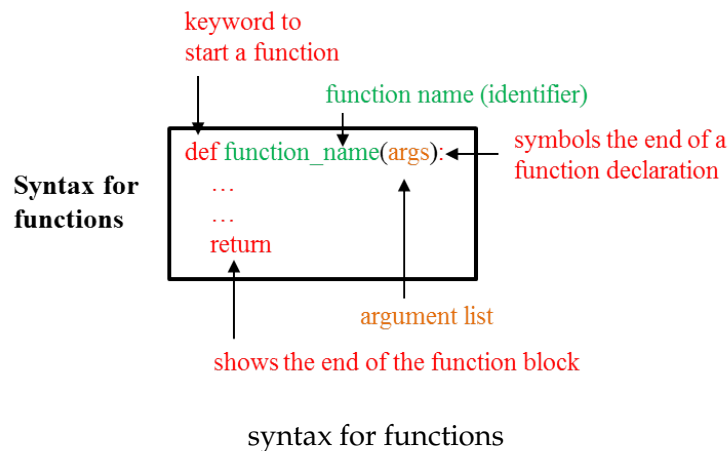 keyword to
start a function
function name (identifier)
def function_name(args):
symbols the end of a
function declaration
Syntax for
functions
…
…
return
argument list
shows the end of the function block
syntax for functions